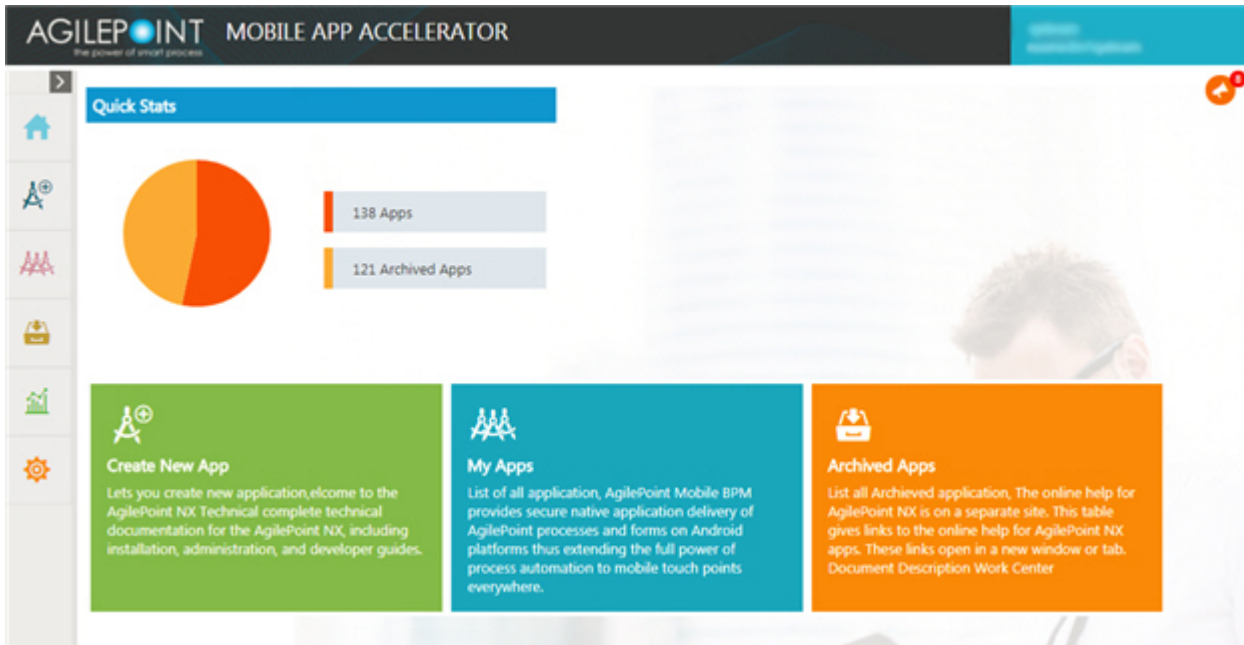 AGILEPOINT
the power of smart process
MOBILE APP ACCELERATOR
Quick Stats
138 Apps
121 Archived Apps
Create New App
Lets you create new application,elcome to the
AgilePoint NX Technical complete technical
documentation for the AgilePoint NX, including
installation, administration, and developer guides.
My Apps
List of all application, AgilePoint Mobile BPM
provides secure native application delivery of
AgilePoint processes and forms on Android
platforms thus extending the full power of
process automation to mobile touch points
everywhere.
Archived Apps
List all Archieved application, The online help for
AgilePoint NX is on a separate site. This table
gives links to the online help for AgilePoint NX
apps. These links open in a new window or tab.
Document Description Work Center